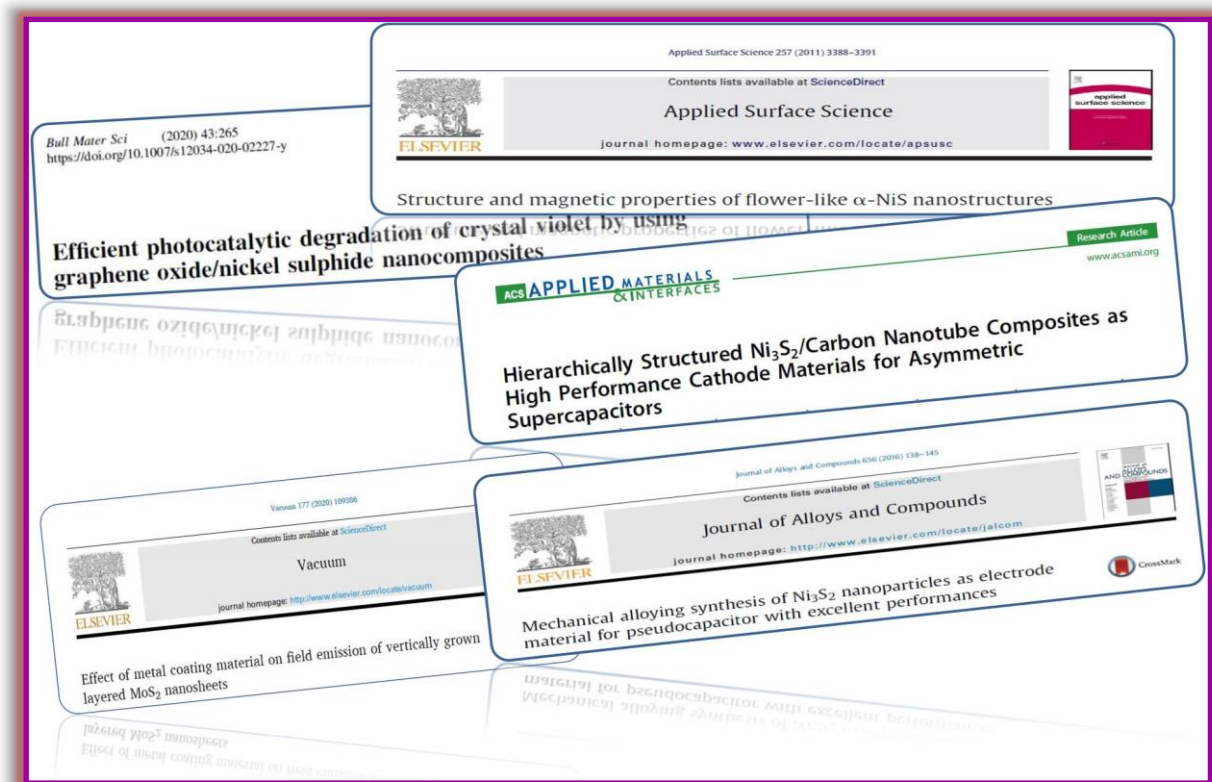 Applied Surface Science 257 (2011) 3388–3391
Contents lists available at ScienceDirect
Applied Surface Science
journal homepage: www.elsevier.com/locate/apsusc
ELSEVIER
applied
surface science
Structure and magnetic properties of flower-like α-NiS nanostructures
Bull Mater Sci (2020) 43:265
https://doi.org/10.1007/s12034-020-02227-y
Efficient photocatalytic degradation of crystal violet by using
graphene oxide/nickel sulphide nanocomposites
Research Article
www.acsami.org
ACS APPLIED MATERIALS
& INTERFACES
Hierarchically Structured Ni₃S₂/Carbon Nanotube Composites as
High Performance Cathode Materials for Asymmetric
Supercapacitors
Journal of Alloys and Compounds 656 (2016) 138–145
Contents lists available at ScienceDirect
Journal of Alloys and Compounds
journal homepage: http://www.elsevier.com/locate/jalcom
ELSEVIER
AND COMPOUNDS
CrossMark
Mechanical alloying synthesis of Ni₃S₂ nanoparticles as electrode
material for pseudocapacitor with excellent performances
Vacuum 177 (2020) 109386
Contents lists available at ScienceDirect
Vacuum
journal homepage: http://www.elsevier.com/locate/vacuum
ELSEVIER
Effect of metal coating material on field emission of vertically grown
layered MoS₂ nanosheets